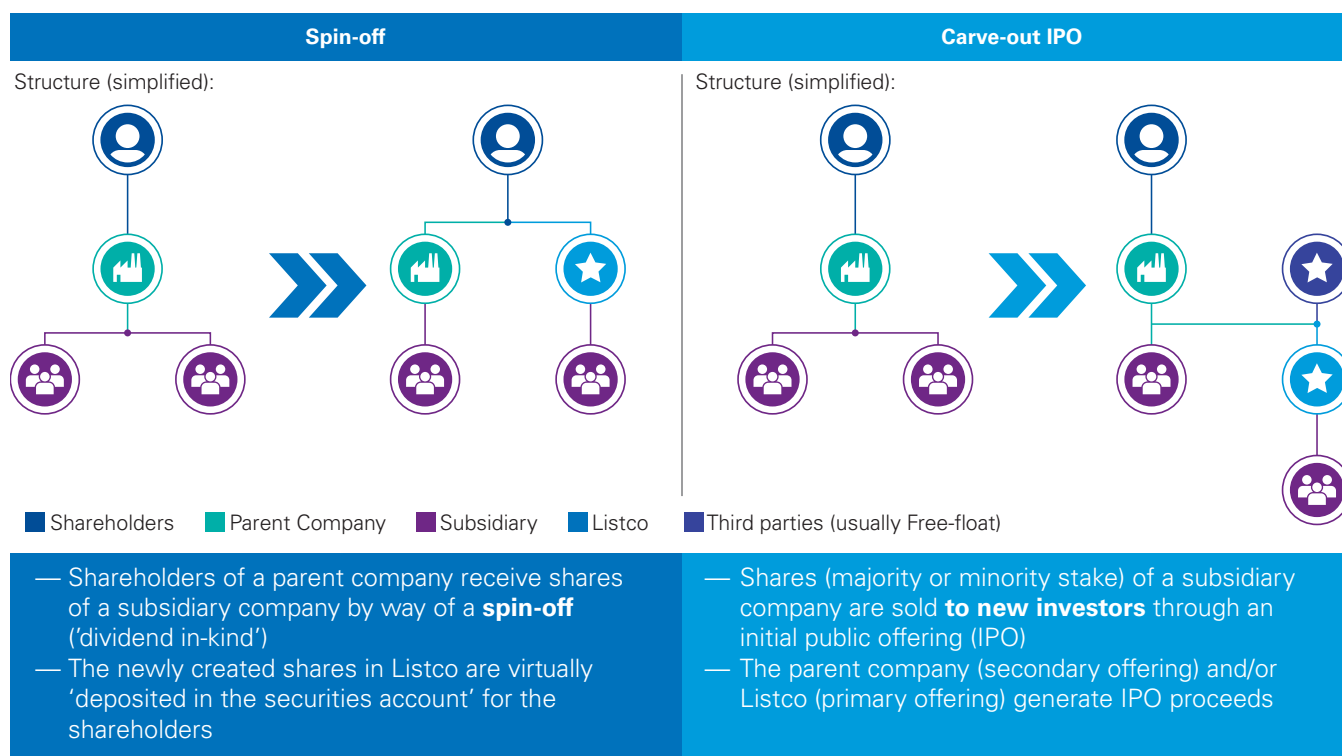 Spin-off
Carve-out IPO
Structure (simplified):
Structure (simplified):
Shareholders
Parent Company
Subsidiary
Listco
Third parties (usually Free-float)
— Shareholders of a parent company receive shares
of a subsidiary company by way of a spin-off
('dividend in-kind')
— The newly created shares in Listco are virtually
'deposited in the securities account' for the
shareholders
— Shares (majority or minority stake) of a subsidiary
company are sold to new investors through an
initial public offering (IPO)
— The parent company (secondary offering) and/or
Listco (primary offering) generate IPO proceeds